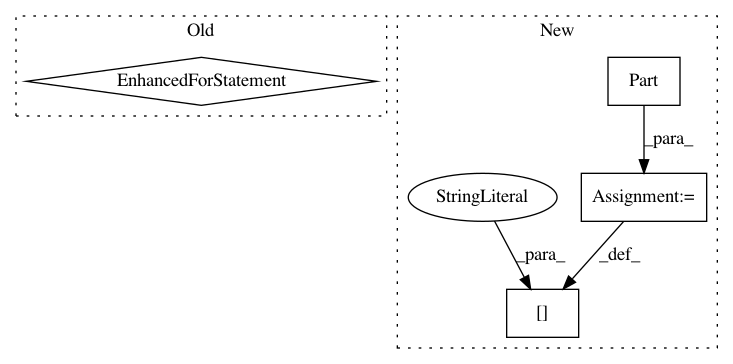 Old
New
EnhancedForStatement
Part
_para_
StringLiteral
Assignment:=
_para_
_def_
[]